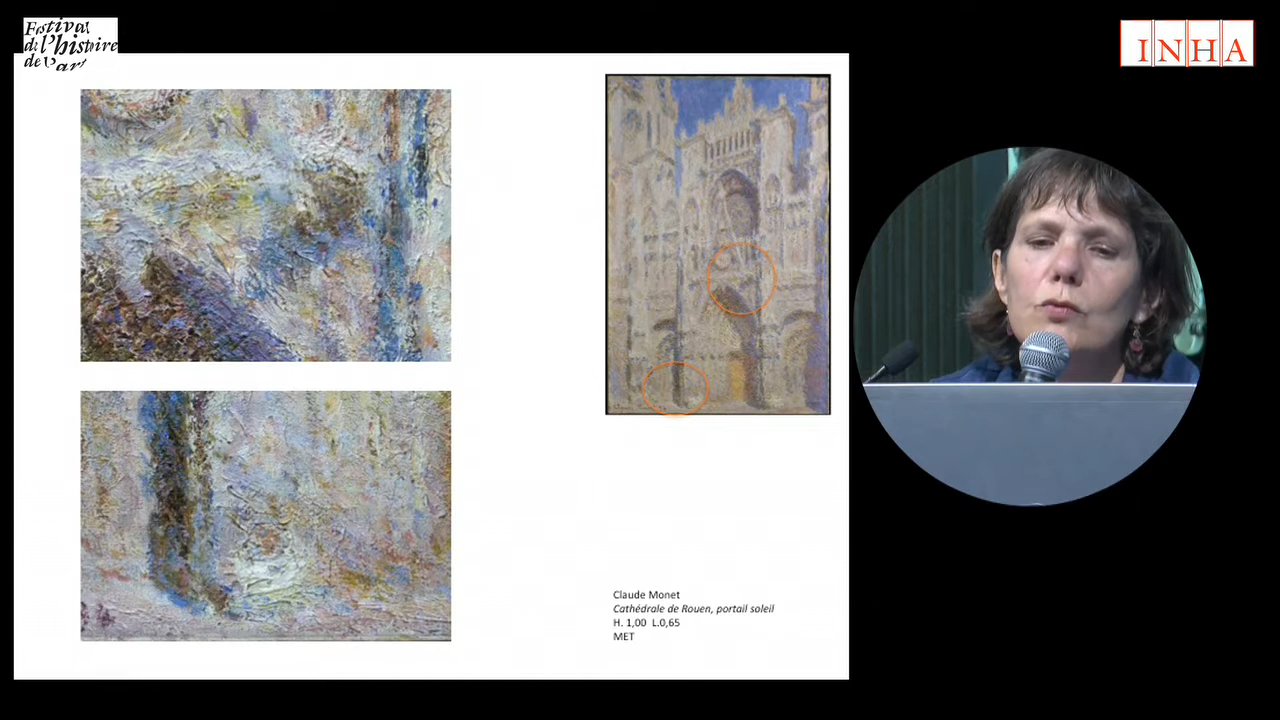 Festival
de l'histoire
de l'art
INHA
Claude Monet
Cathédrale de Rouen, portail soleil
H. 1,00 L.0,65
MET